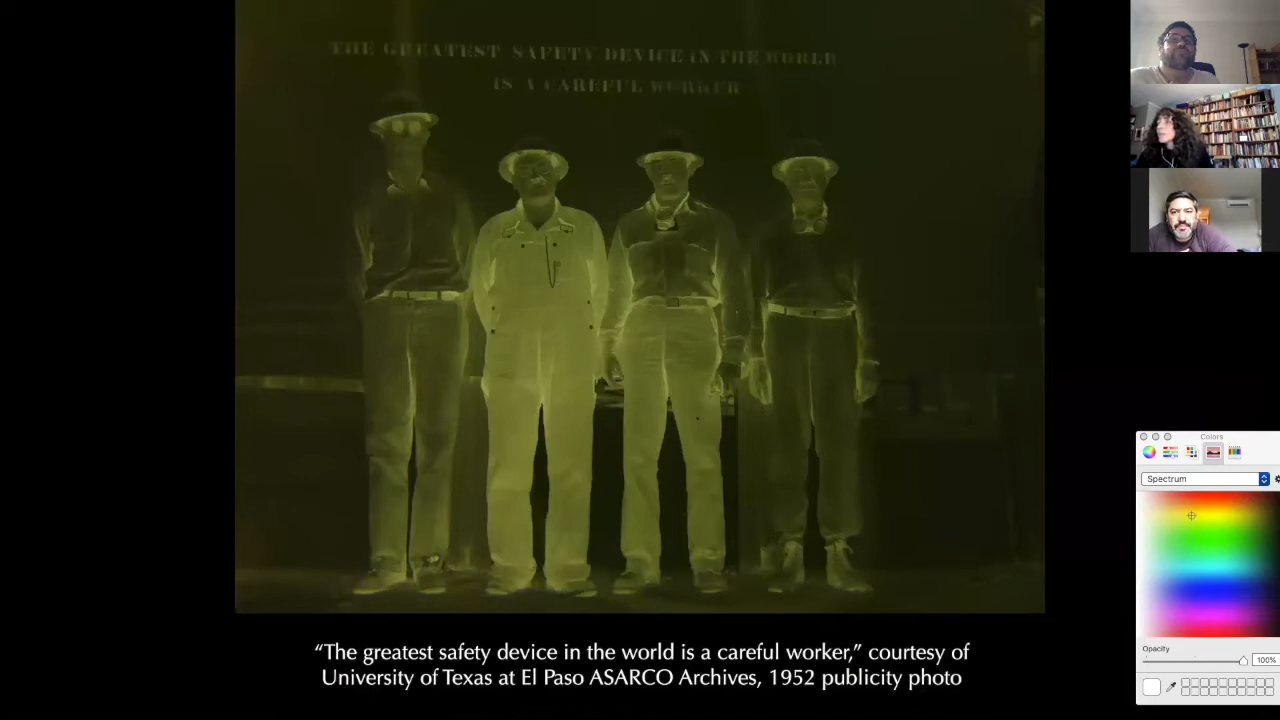 THE GREATEST SAFETY DEVICE IN THE WORLD
IS A CAREFUL WORKER
“The greatest safety device in the world is a careful worker,” courtesy of
University of Texas at El Paso ASARCO Archives, 1952 publicity photo
Colors
Spectrum
Opacity
100%